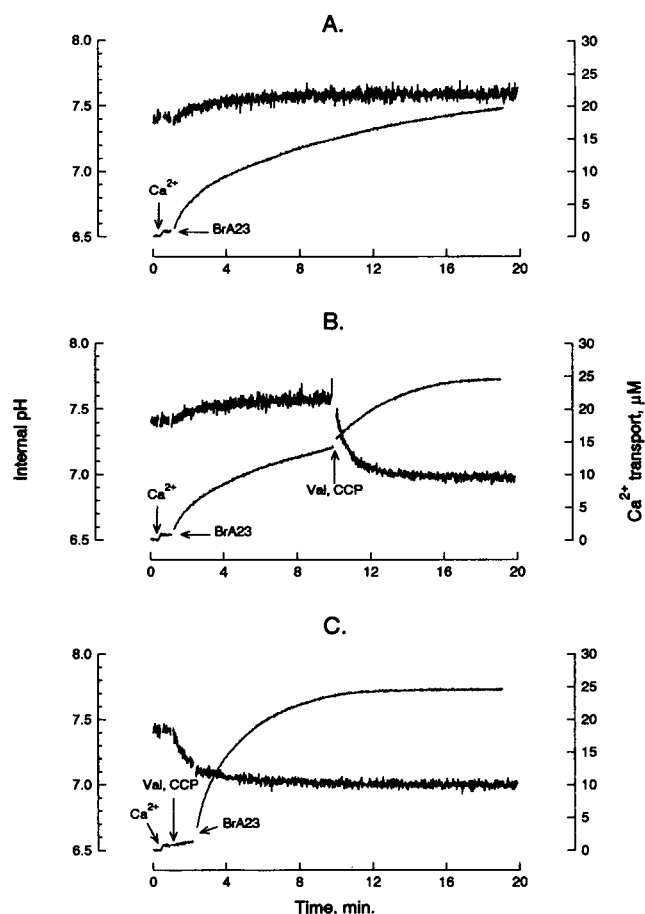 A.
8.0
7.5
7.0
6.5
30
25
20
15
10
5
0
Ca²⁺
BrA23
0 4 8 12 16 20
B.
8.0
7.5
7.0
6.5
30
25
20
15
10
5
0
Internal pH
Ca²⁺ transport, µM
Ca²⁺
BrA23
Val, CCP
0 4 8 12 16 20
C.
8.0
7.5
7.0
6.5
30
25
20
15
10
5
0
Val, CCP
Ca²⁺
BrA23
0 4 8 12 16 20
Time, min.